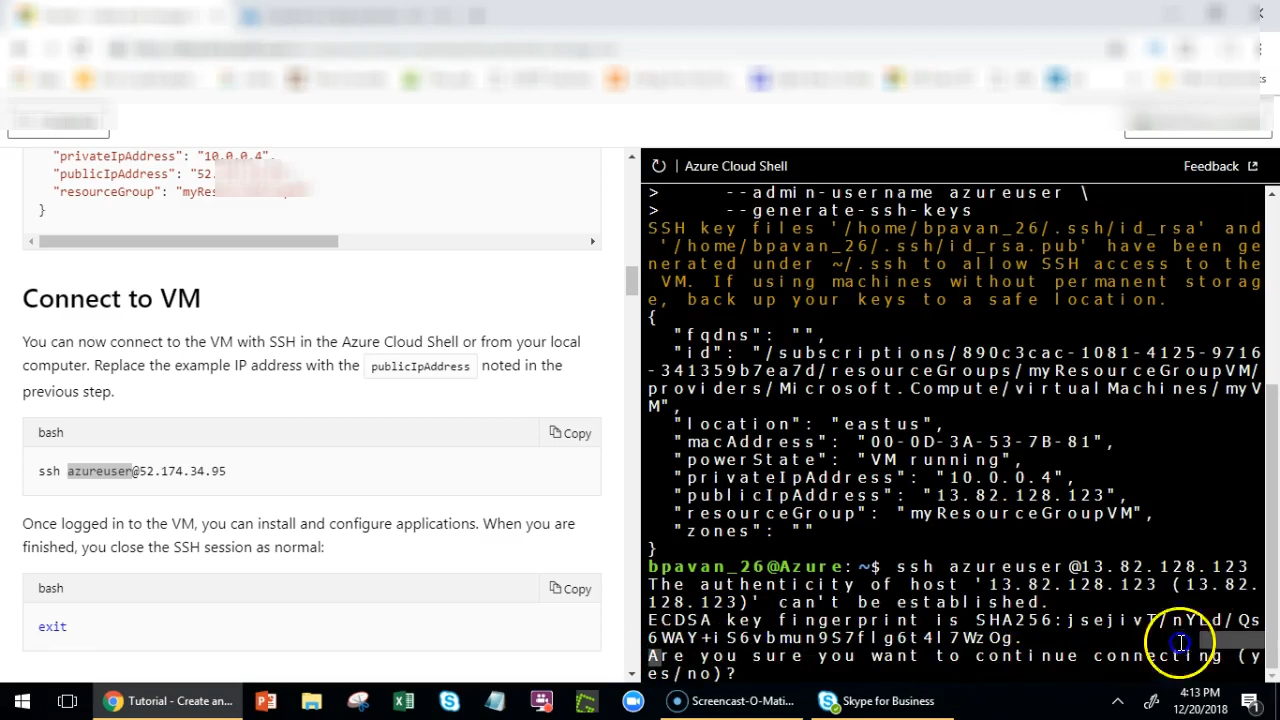 "privateIpAddress": "10.0.0.4",
"publicIpAddress": "52.
"resourceGroup": "myRes
}
Connect to VM
You can now connect to the VM with SSH in the Azure Cloud Shell or from your local
computer. Replace the example IP address with the publicIpAddress noted in the
previous step.
bash
Copy
ssh azureuser@52.174.34.95
Once logged in to the VM, you can install and configure applications. When you are
finished, you close the SSH session as normal:
bash
Copy
exit
Azure Cloud Shell
Feedback
> --admin-username azureuser \
> --generate-ssh-keys
SSH key files '/home/bpavan_26/.ssh/id_rsa' and
'/home/bpavan_26/.ssh/id_rsa.pub' have been ge
nerated under ~/.ssh to allow SSH access to the
VM. If using machines without permanent storag
e, back up your keys to a safe location.
{
"fqdns": "",
"id": "/subscriptions/890c3cac-1081-4125-9716
-341359b7ea7d/resourceGroups/myResourceGroupVM/
providers/Microsoft.Compute/virtualMachines/myV
M",
"location": "eastus",
"macAddress": "00-0D-3A-53-7B-81",
"powerState": "VM running",
"privateIpAddress": "10.0.0.4",
"publicIpAddress": "13.82.128.123",
"resourceGroup": "myResourceGroupVM",
"zones": ""
}
bpavan_26@Azure:~$ ssh azureuser@13.82.128.123
The authenticity of host '13.82.128.123 (13.82.
128.123)' can't be established.
ECDSA key fingerprint is
6WAY+iS6vbmun9S7flg6t4l7WzOg.
Are you sure you want to continue connecting (y
es/no)?
Tutorial - Create an...
Screencast-O-Mati...
Skype for Business
4:13 PM
12/20/2018